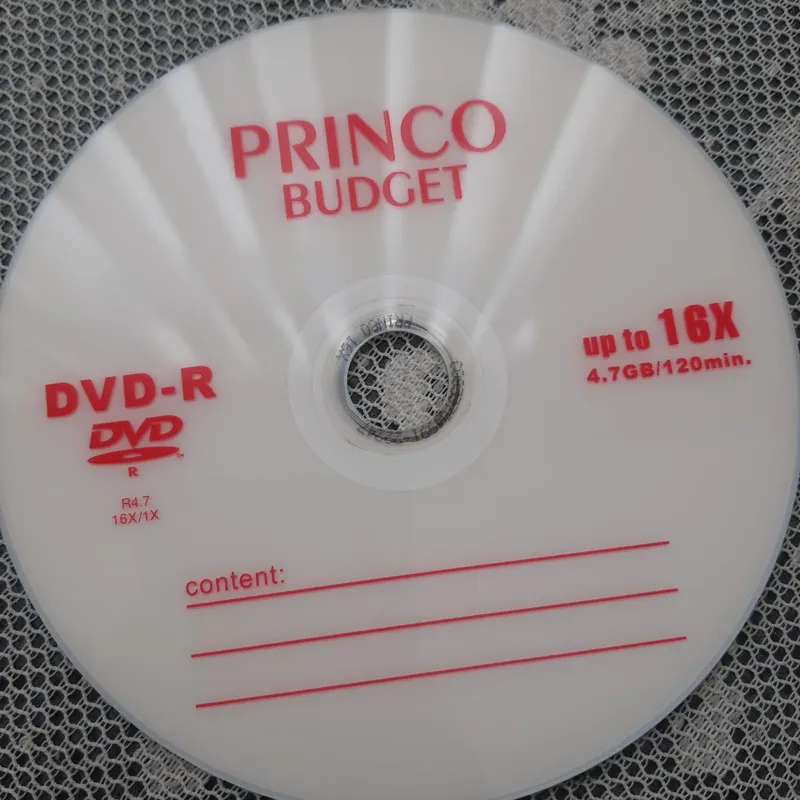 PRINCO
BUDGET
up to 16X
4.7GB/120min.
DVD-R
DVD
R
R4.7
16X/1X
content: